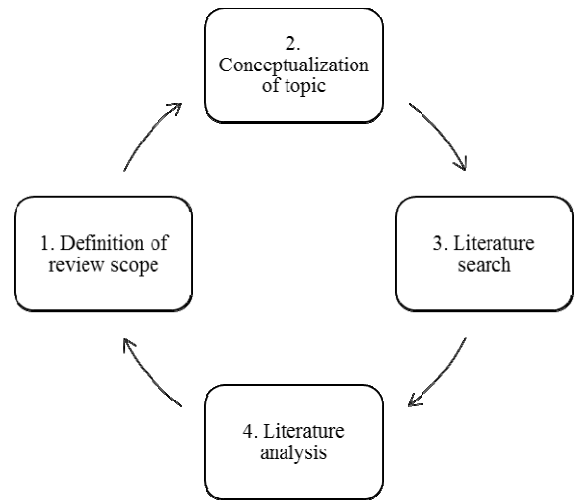 2.
Conceptualization
of topic
1. Definition of
review scope
3. Literature
search
4. Literature
analysis